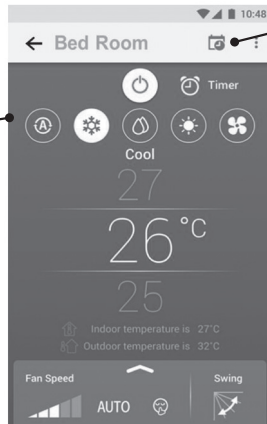 10:48
Bed Room
Timer
A
Cool
27
26°C
25
Indoor temperature is . 27°C
Outdoor temperature is . 32°C
Fan Speed
Swing
AUTO